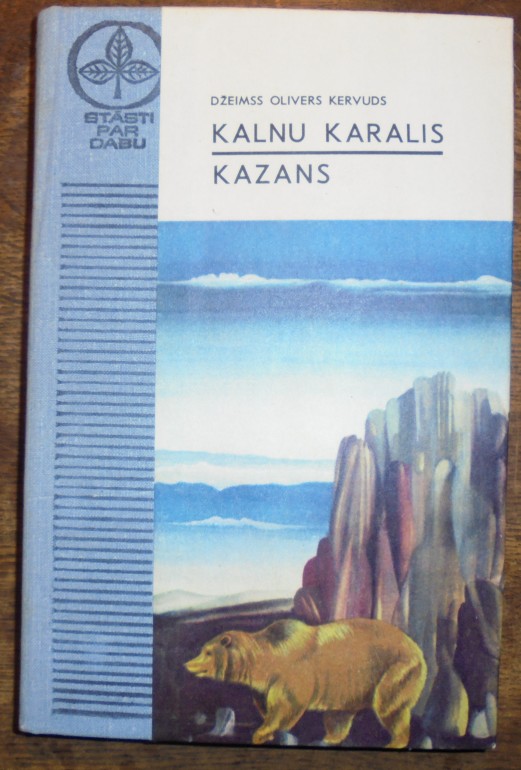 STĀSTI
PAR
DABU
DŽEIMSS OLIVERS KERVUDS
KALNU KARALIS
KAZANS